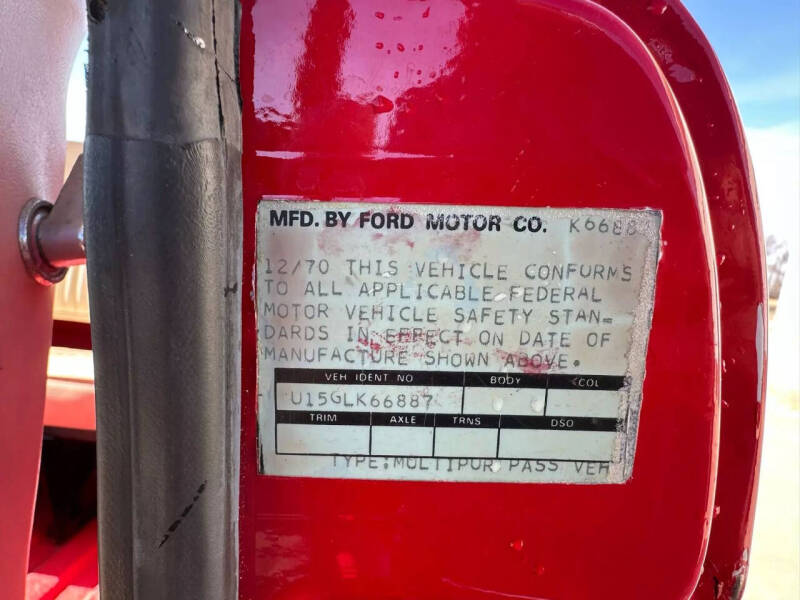 MFD. BY FORD MOTOR CO. K6688
12/70 THIS VEHICLE CONFURMS
TO ALL APPLICABLE FEDERAL
MOTOR VEHICLE SAFETY STAN=
DARDS IN EFFECT ON DATE OF
MANUFACTURE SHOWN ABOVE.
VEH IDENT NO BODY COL
U15GLK66887
TRIM AXLE TRNS DSO
TYPE:MULTIPUR PASS VEH